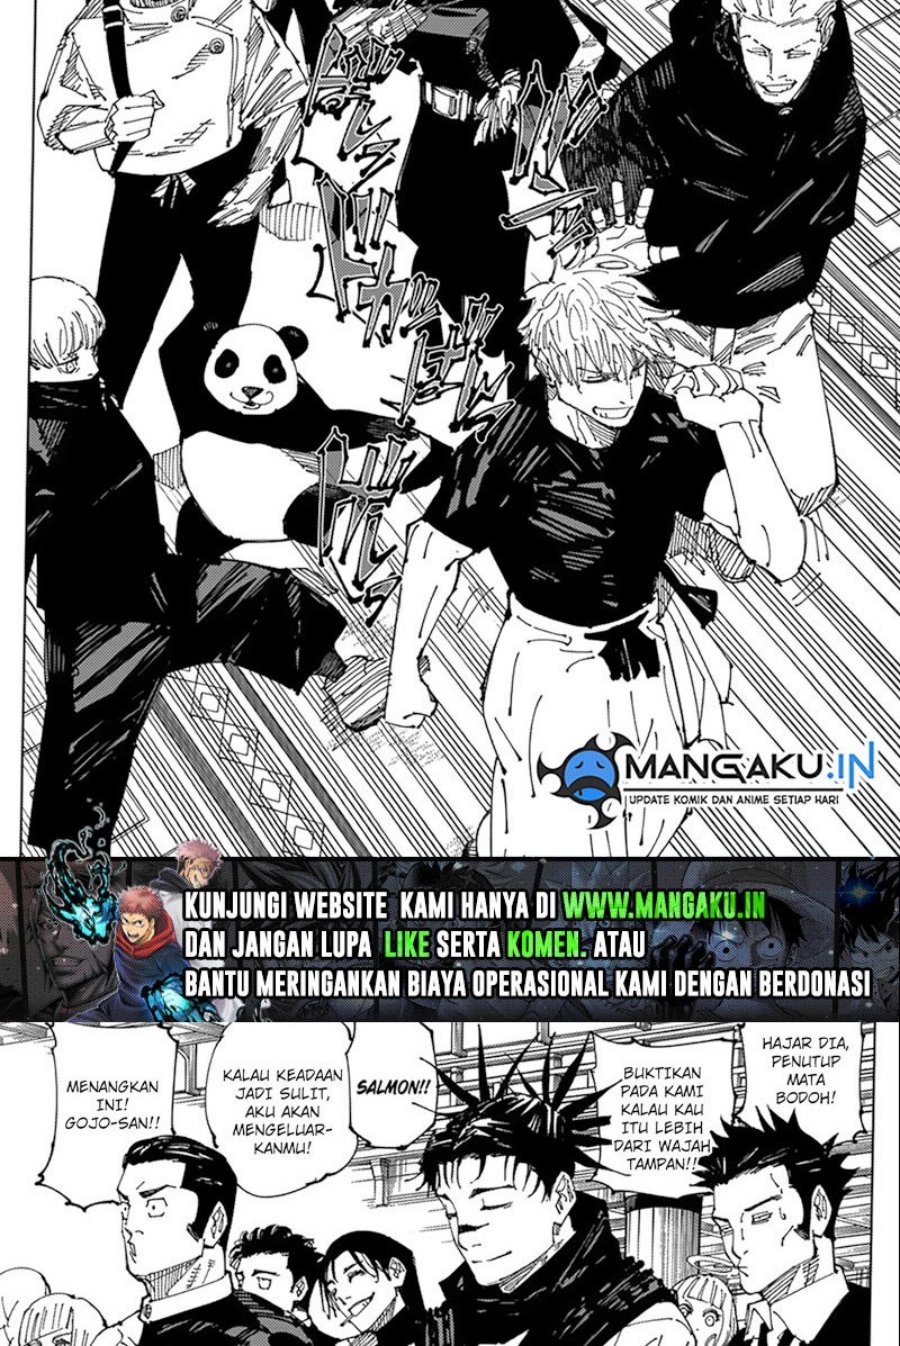 MANGAKU.IN
UPDATE KOMIK DAN ANIME SETIAP HARI
KUNJUNGI WEBSITE KAMI HANYA DI WWW.MANGAKU.IN
DAN JANGAN LUPA LIKE SERTA KOMEN. ATAU
BANTU MERINGANKAN BIAYA OPERASIONAL KAMI DENGAN BERDONASI
HAJAR DIA,
PENUTUP
MATA
BODOH!
BUKTIKAN
PADA KAMI
KALAU KAU
ITU LEBIH
DARI WAJAH
TAMPAN!!
SALMON!!
KALAU KEADAAN
JADI SULIT,
AKU AKAN
MENGELUAR-
KANMU!
MENANGKAN
INI!
GOJO-SAN!!